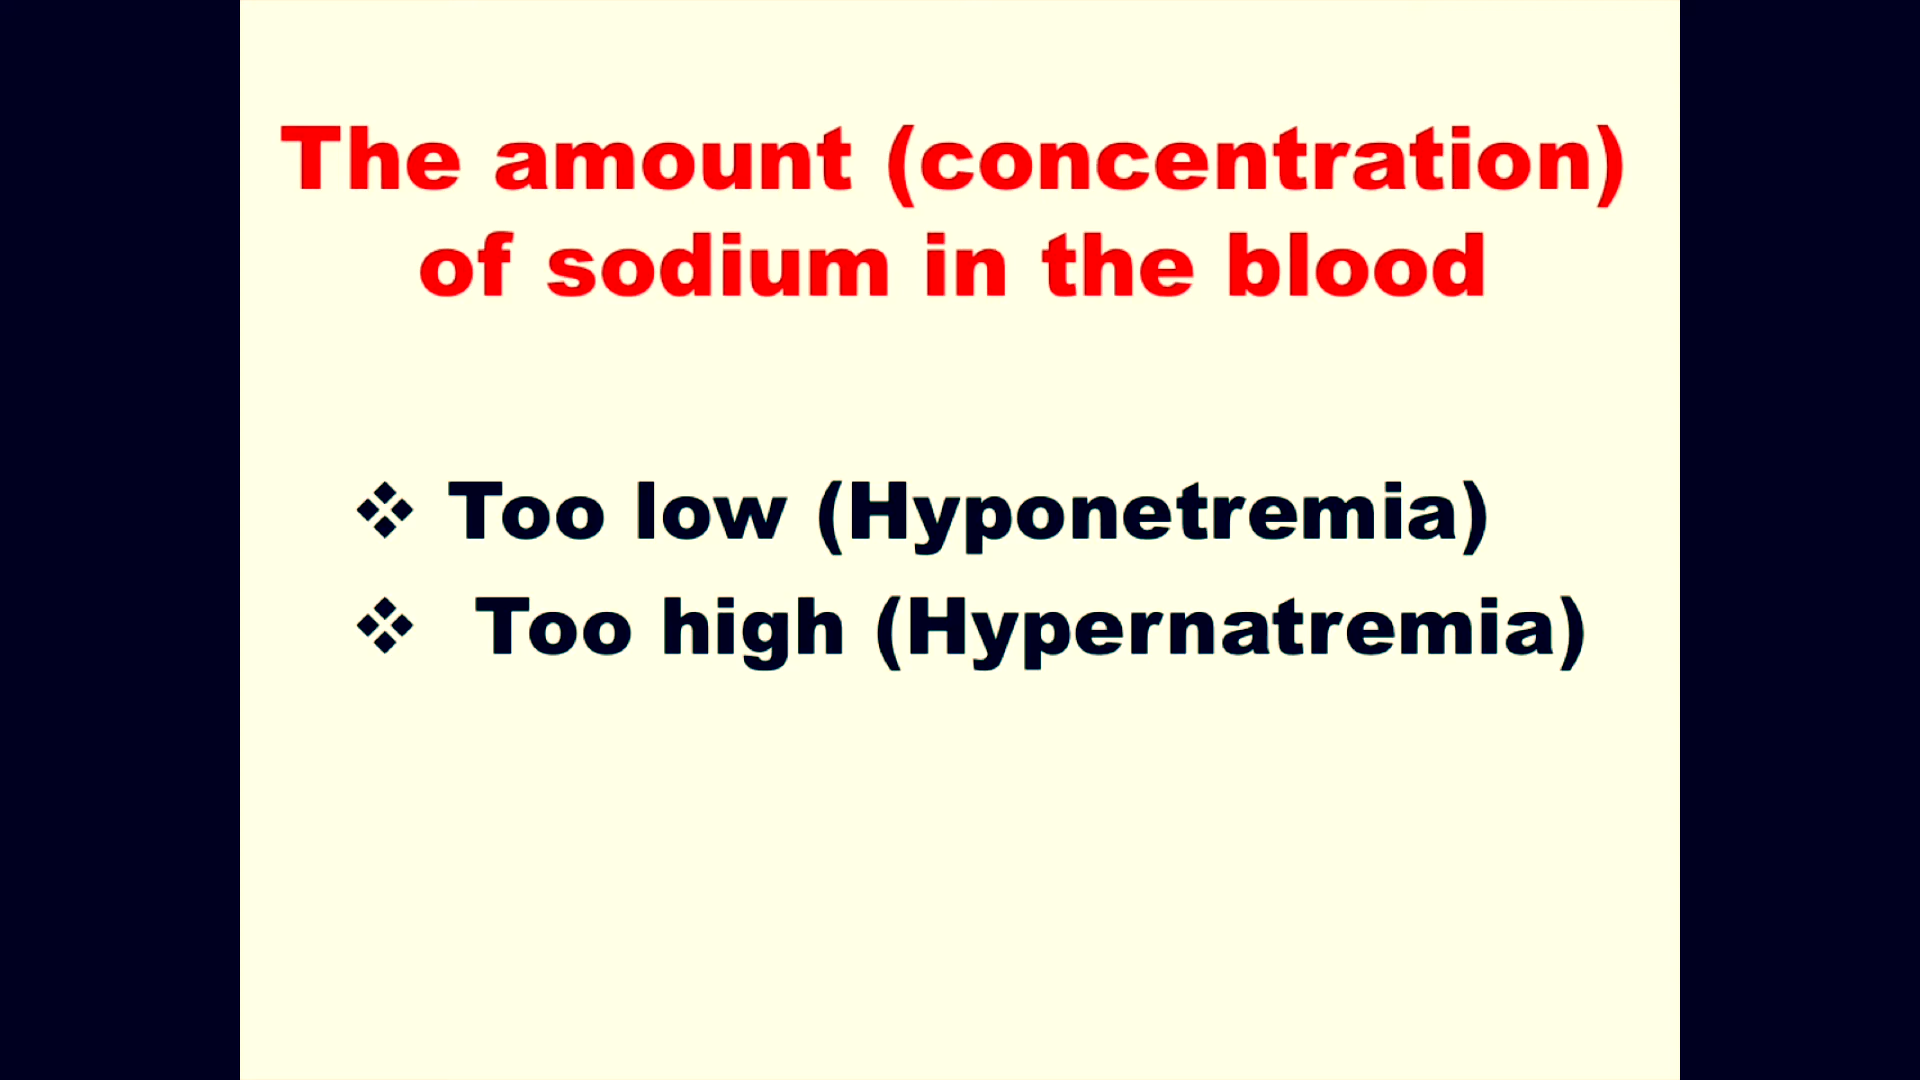 The amount (concentration)
of sodium in the blood
❖ Too low (Hyponetremia)
❖ Too high (Hypernatremia)